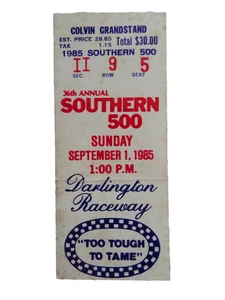 COLVIN GRANDSTAND
EST. PRICE 28.85 Total $30.00
TAX 1.15
1985 SOUTHERN 500
II 9 5
SEC. ROW SEAT
36th ANNUAL
SOUTHERN
500
SUNDAY
SEPTEMBER 1, 1985
1:00 P.M.
Darlington
Raceway
"TOO TOUGH
TO TAME"